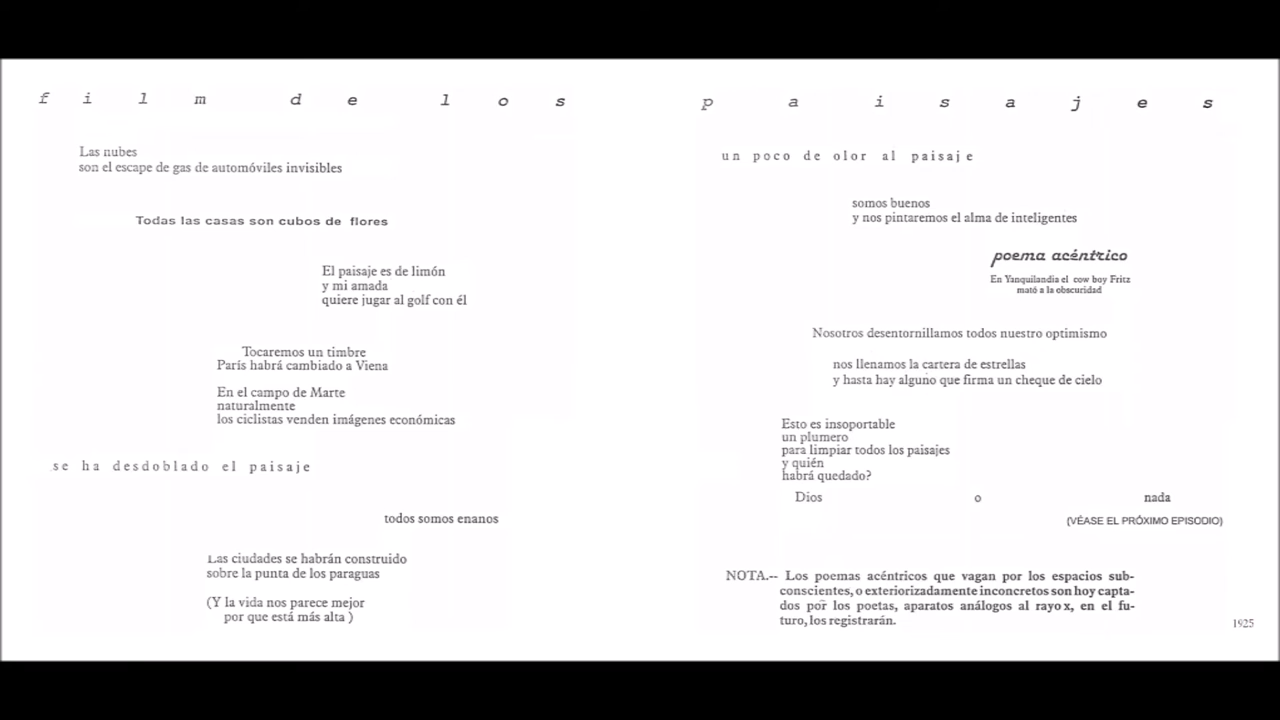 film de los
Las nubes
son el escape de gas de automóviles invisibles
Todas las casas son cubos de flores
El paisaje es de limón
y mi amada
quiere jugar al golf con él
Tocaremos un timbre
París habrá cambiado a Viena
En el campo de Marte
naturalmente
los ciclistas venden imágenes económicas
se ha desdoblado el paisaje
todos somos enanos
Las ciudades se habrán construido
sobre la punta de los paraguas
(Y la vida nos parece mejor
por que está más alta )
paisajes
un poco de olor al paisaje
somos buenos
y nos pintaremos el alma de inteligentes
poema acéntrico
En Yanquilandia el cow boy Fritz
mató a la obscuridad
Nosotros desentornillamos todos nuestro optimismo
nos llenamos la cartera de estrellas
y hasta hay alguno que firma un cheque de cielo
Esto es insoportable
un plumero
para limpiar todos los paisajes
y quién
habrá quedado?
Dios o nada
(VÉASE EL PRÓXIMO EPISODIO)
NOTA.-- Los poemas acéntricos que vagan por los espacios sub-
conscientes, o exteriorizadamente inconcretos son hoy capta-
dos por los poetas, aparatos análogos al rayo x, en el fu-
turo, los registrarán.
1925